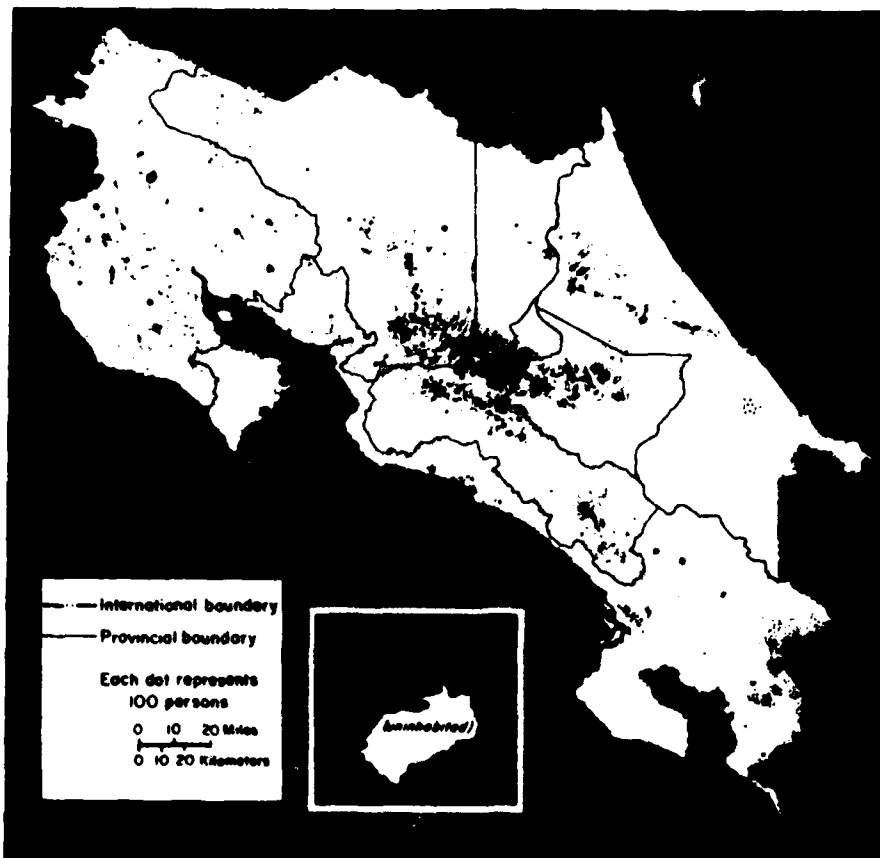 International boundary
Provincial boundary
Each dot represents
100 persons
0 10 20 Miles
0 10 20 Kilometers
(uninhabited)